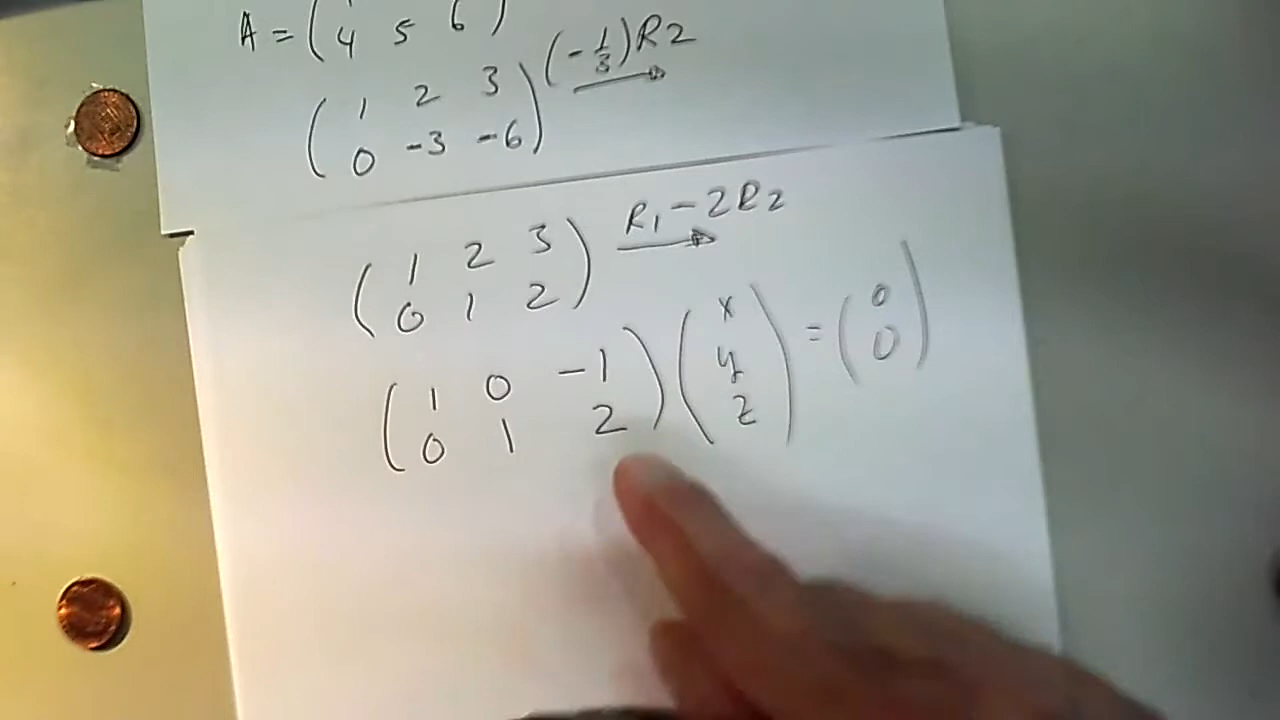 A = ( 4 5 6 )
( 1 2 3 ) (-1/3)R2 →
( 0 -3 -6 )
( 1 2 3 ) R1-2R2 →
( 0 1 2 )
( 1 0 -1 ) ( x ) = ( 0 )
( 0 1 2 ) ( y ) ( 0 )
( z )